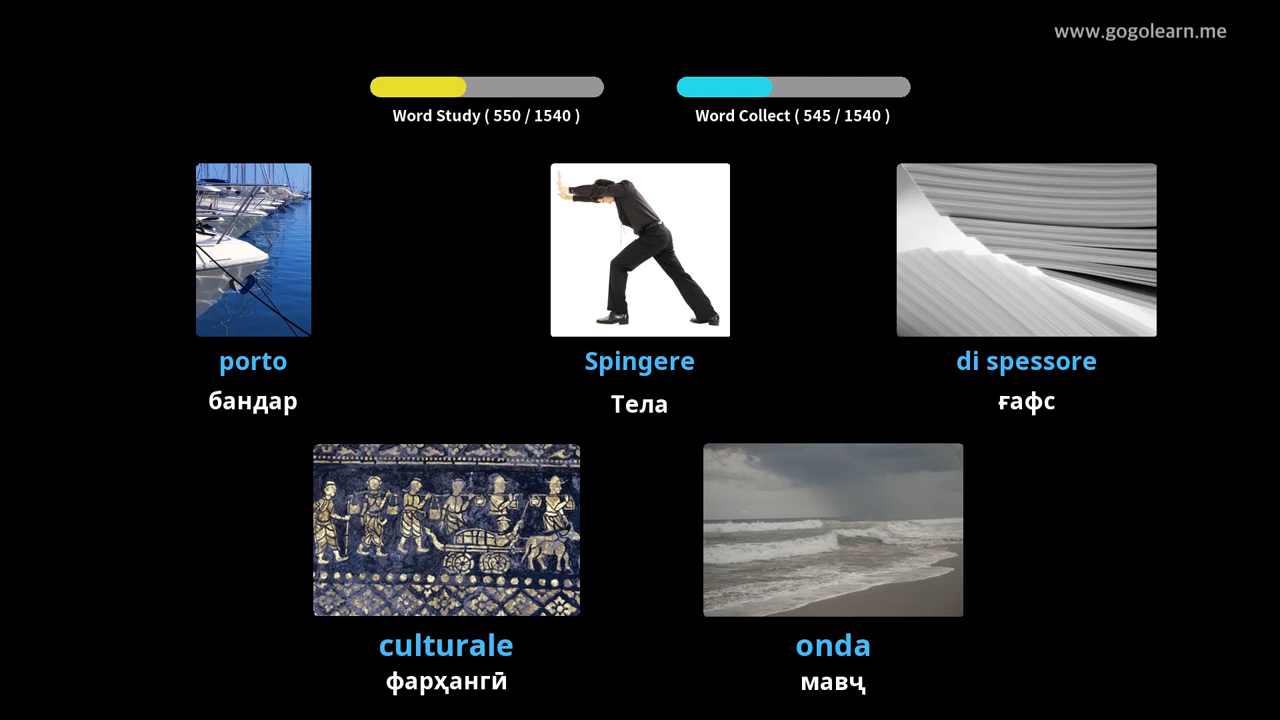 www.gogolearn.me
Word Study ( 550 / 1540 )
Word Collect ( 545 / 1540 )
porto
бандар
Spingere
Тела
di spessore
ғафс
culturale
фарҳангӣ
onda
мавҷ